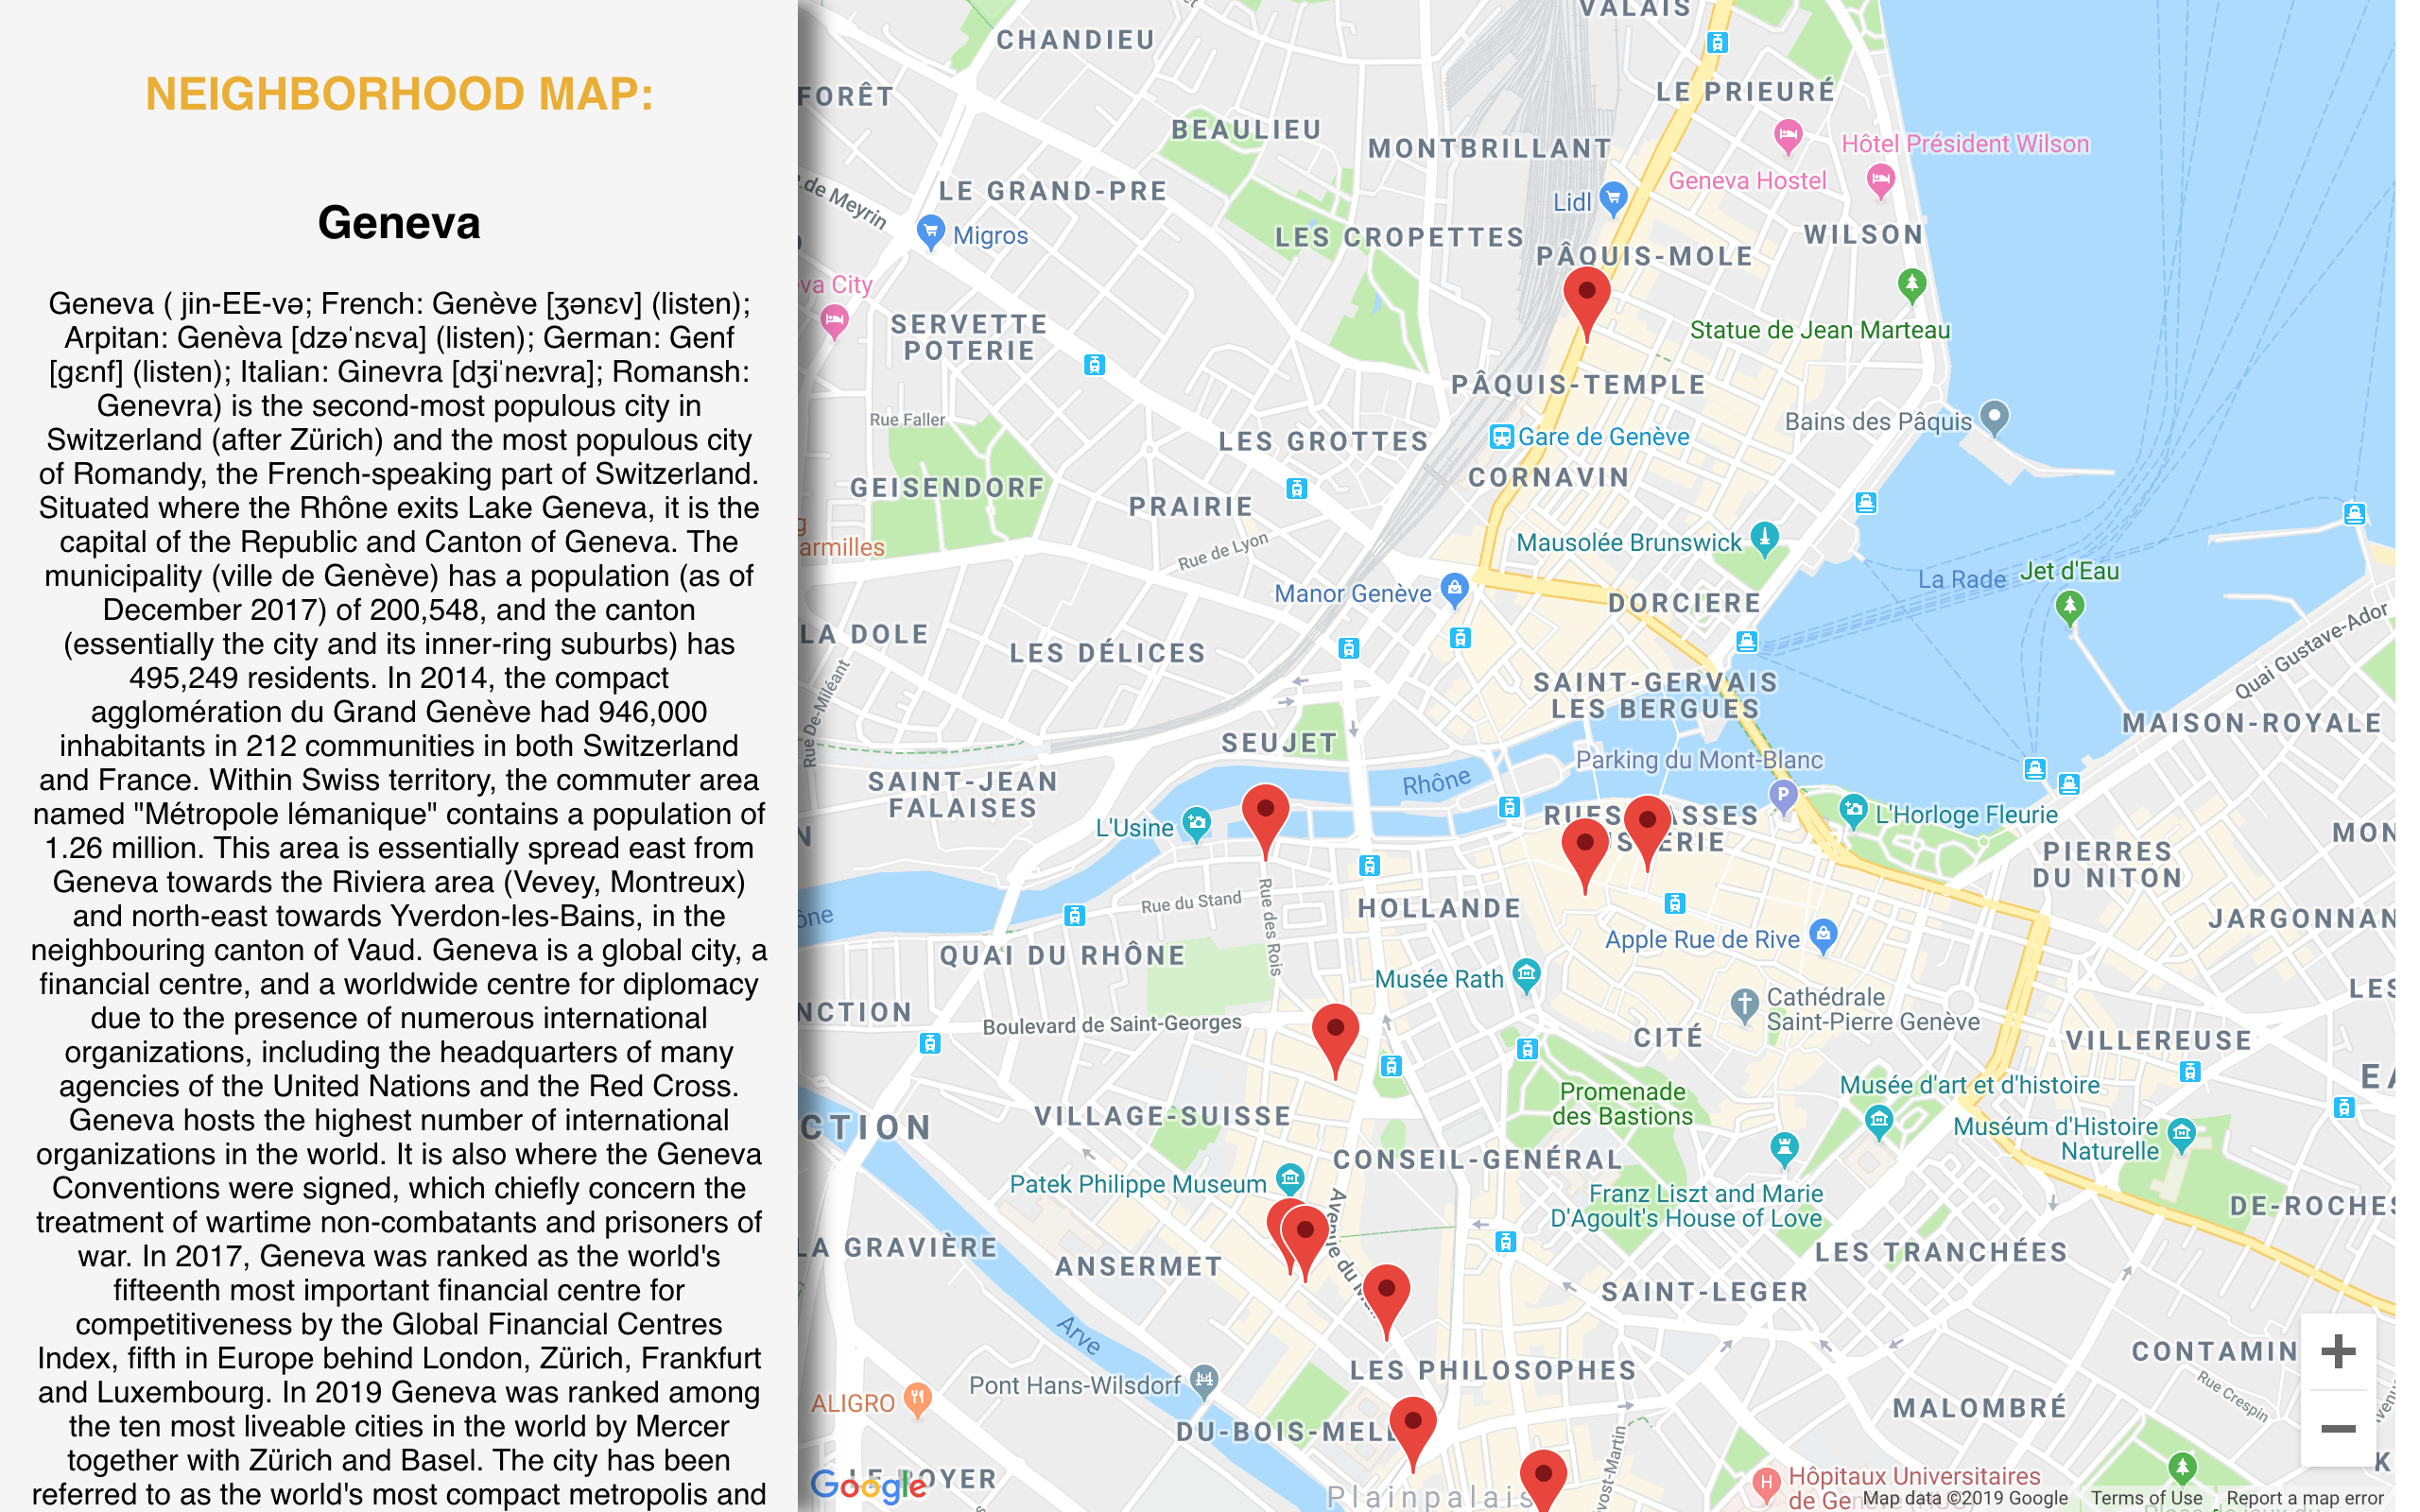 NEIGHBORHOOD MAP:
Geneva
Geneva ( jin-EE-və; French: Genève [ʒənɛv] (listen);
Arpitan: Genèva [dzəˈnɛva] (listen); German: Genf
[ɡɛnf] (listen); Italian: Ginevra [dʒiˈneːvra]; Romansh:
Genevra) is the second-most populous city in
Switzerland (after Zürich) and the most populous city
of Romandy, the French-speaking part of Switzerland.
Situated where the Rhône exits Lake Geneva, it is the
capital of the Republic and Canton of Geneva. The
municipality (ville de Genève) has a population (as of
December 2017) of 200,548, and the canton
(essentially the city and its inner-ring suburbs) has
495,249 residents. In 2014, the compact
agglomération du Grand Genève had 946,000
inhabitants in 212 communities in both Switzerland
and France. Within Swiss territory, the commuter area
named "Métropole lémanique" contains a population of
1.26 million. This area is essentially spread east from
Geneva towards the Riviera area (Vevey, Montreux)
and north-east towards Yverdon-les-Bains, in the
neighbouring canton of Vaud. Geneva is a global city, a
financial centre, and a worldwide centre for diplomacy
due to the presence of numerous international
organizations, including the headquarters of many
agencies of the United Nations and the Red Cross.
Geneva hosts the highest number of international
organizations in the world. It is also where the Geneva
Conventions were signed, which chiefly concern the
treatment of wartime non-combatants and prisoners of
war. In 2017, Geneva was ranked as the world's
fifteenth most important financial centre for
competitiveness by the Global Financial Centres
Index, fifth in Europe behind London, Zürich, Frankfurt
and Luxembourg. In 2019 Geneva was ranked among
the ten most liveable cities in the world by Mercer
together with Zürich and Basel. The city has been
referred to as the world's most compact metropolis and
VALAIS
CHANDIEU
FORÊT
LE PRIEURÉ
BEAULIEU
MONTBRILLANT
Hôtel Président Wilson
Geneva Hostel
de Meyrin
LE GRAND-PRE
Lidl
Migros
LES CROPETTES
WILSON
PÂQUIS-MOLE
va City
SERVETTE
POTERIE
Statue de Jean Marteau
PÂQUIS-TEMPLE
Rue Faller
Bains des Pâquis
LES GROTTES
Gare de Genève
CORNAVIN
GEISENDORF
PRAIRIE
armilles
Rue de Lyon
Mausolée Brunswick
La Rade
Jet d'Eau
Manor Genève
DORCIERE
LA DOLE
LES DÉLICES
Quai Gustave-Ador
Rue De-Miléant
SAINT-GERVAIS
LES BERGUES
MAISON-ROYALE
SEUJET
Parking du Mont-Blanc
Rhône
SAINT-JEAN
FALAISES
P
L'Usine
RUES ASSES
S ERIE
L'Horloge Fleurie
N
MON
PIERRES
DU NITON
Rue du Stand
ône
HOLLANDE
JARGONNAN
Rue des Rois
Apple Rue de Rive
QUAI DU RHÔNE
Musée Rath
LES
Cathédrale
Saint-Pierre Genève
NCTION
Boulevard de Saint-Georges
CITÉ
VILLEREUSE
EA
Musée d'art et d'histoire
Promenade
des Bastions
VILLAGE-SUISSE
CTION
Muséum d'Histoire
Naturelle
CONSEIL-GÉNÉRAL
Patek Philippe Museum
Franz Liszt and Marie
D'Agoult's House of Love
DE-ROCHES
Avenue du
LA GRAVIÈRE
ANSERMET
LES TRANCHÉES
SAINT-LEGER
Arve
CONTAMIN
LES PHILOSOPHES
Pont Hans-Wilsdorf
Rue Crespin
ALIGRO
MALOMBRÉ
DU-BOIS-MEL
K
LE ROYER
Google
Plainpalais
vost-Martin
H
Hôpitaux Universitaires
de Ge
Map data ©2019 Google
Terms of Use
Report a map error